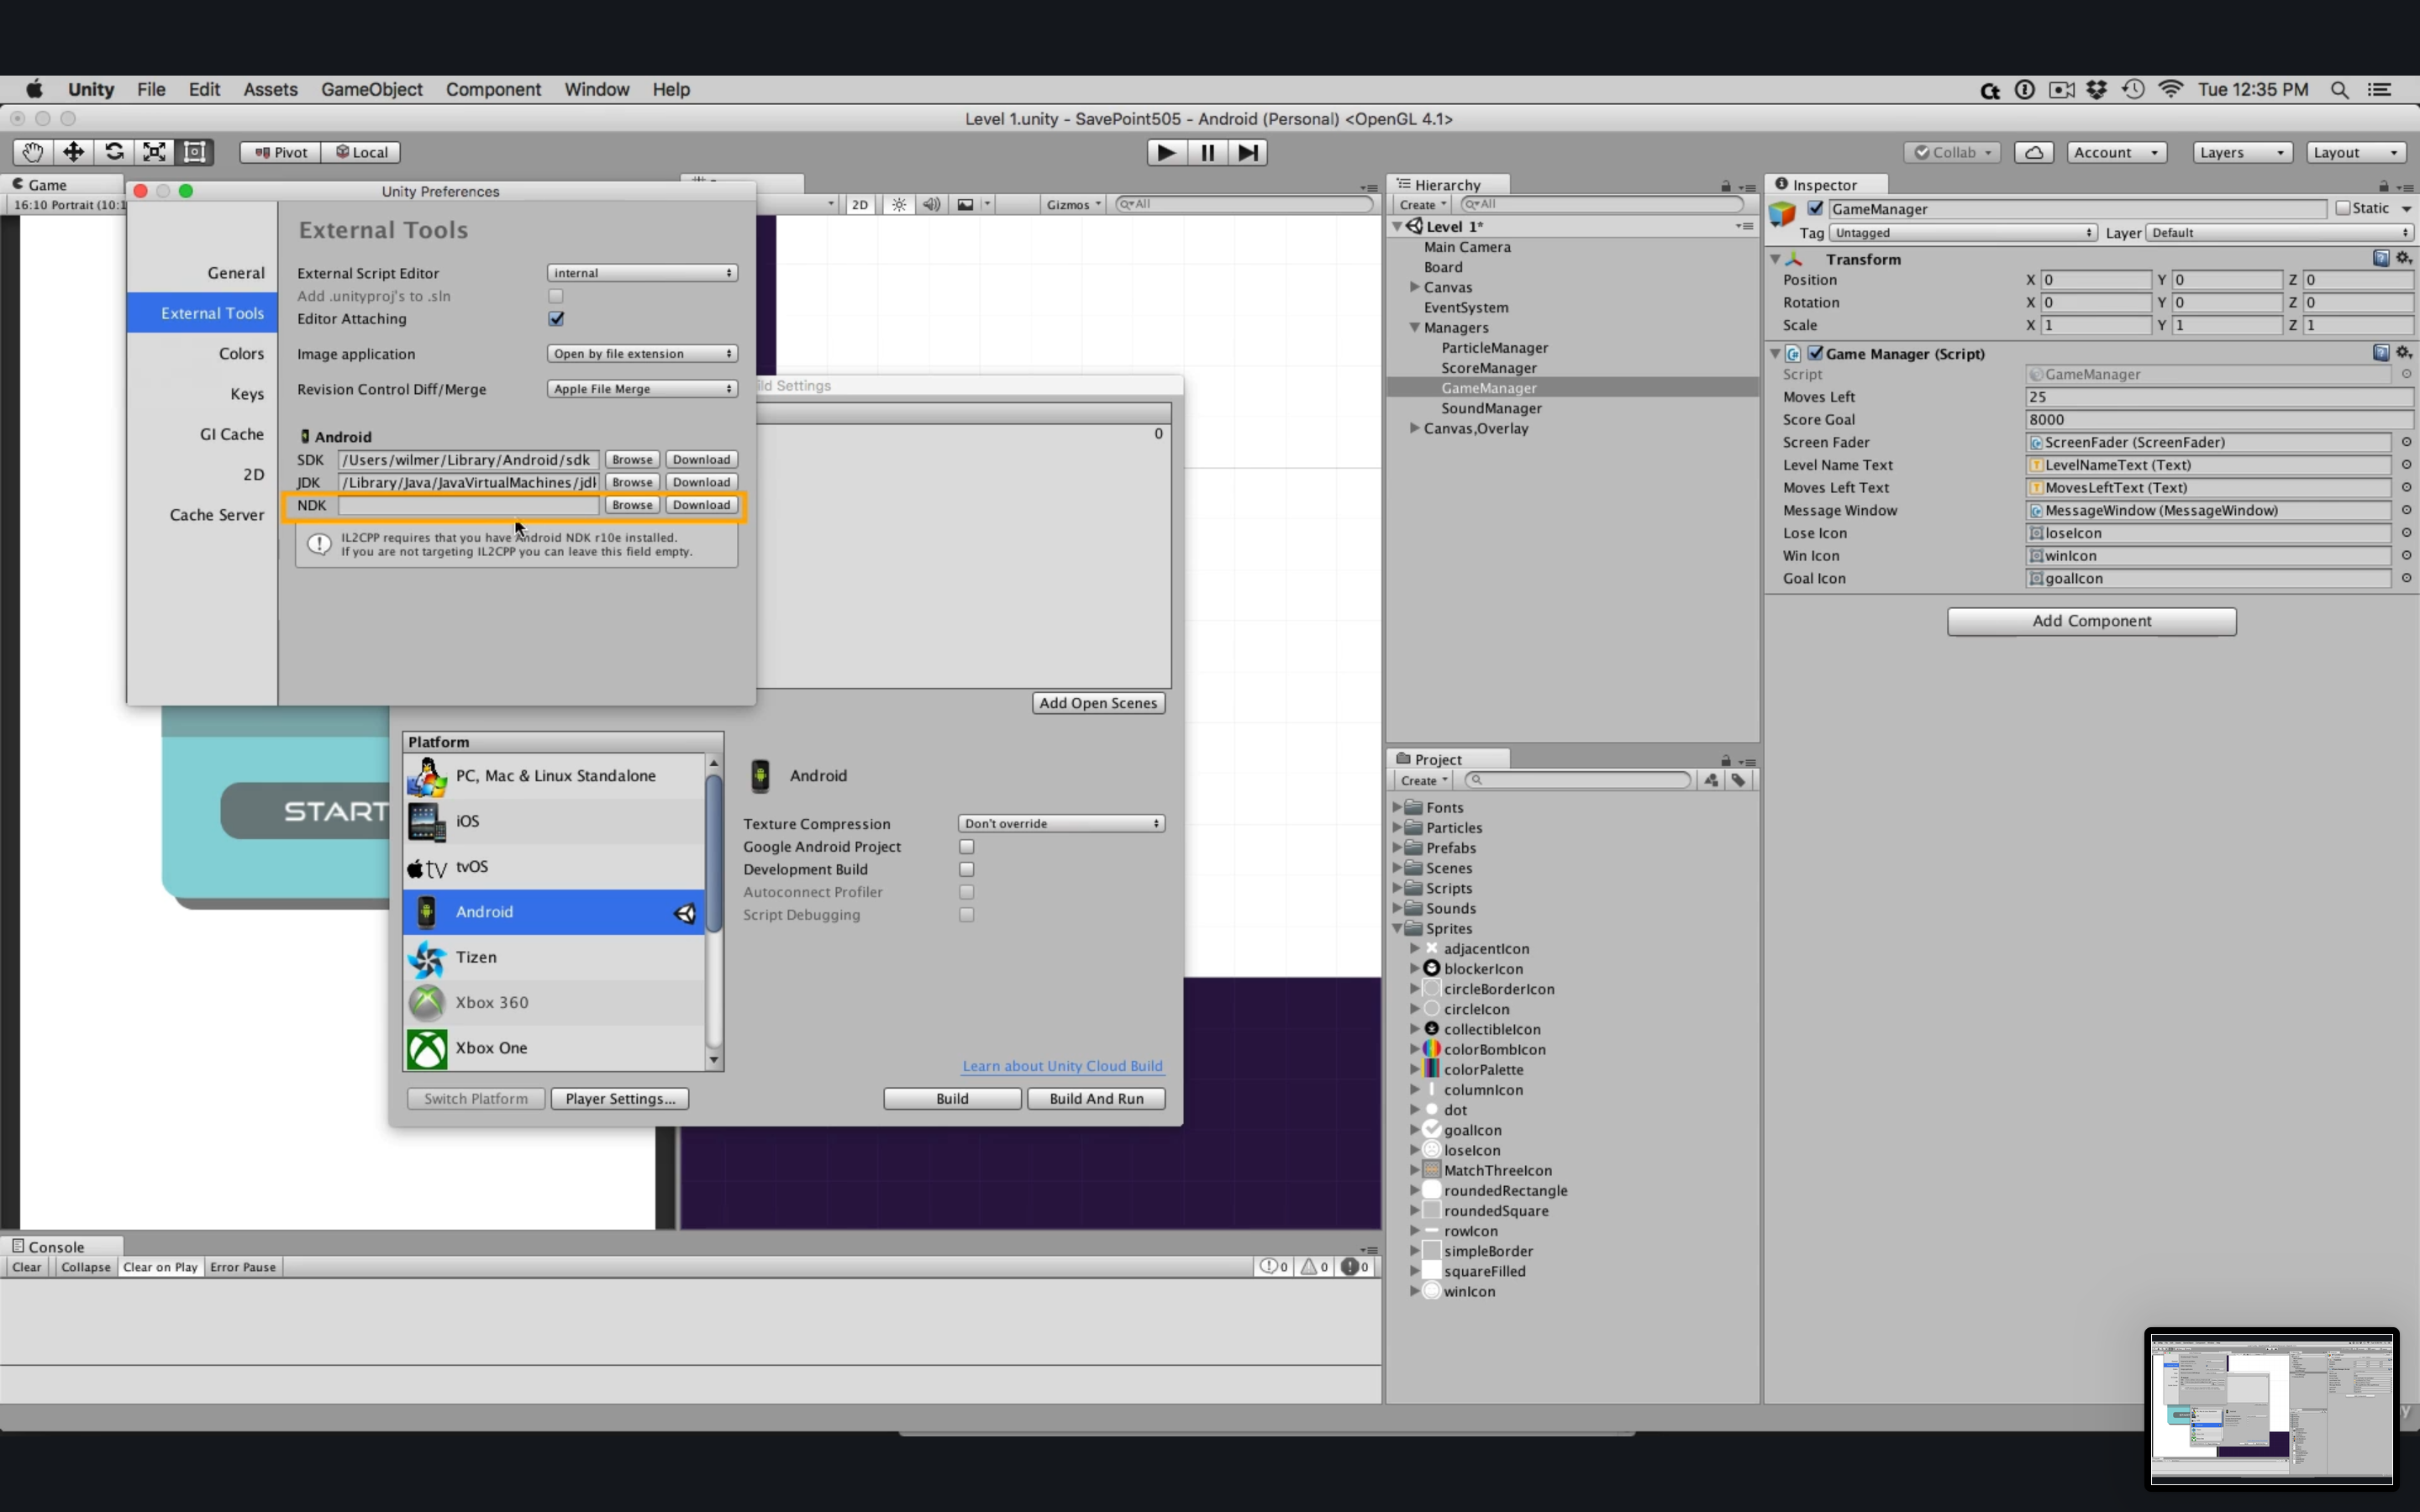 Unity File Edit Assets GameObject Component Window Help
Tue 12:35 PM
Level 1.unity - SavePoint505 - Android (Personal) <OpenGL 4.1>
Pivot Local
Collab Account Layers Layout
Game
16:10 Portrait (10:1
Unity Preferences
General
External Tools
Colors
Keys
GI Cache
2D
Cache Server
External Tools
External Script Editor internal
Add .unityproj's to .sln
Editor Attaching
Image application Open by file extension
Revision Control Diff/Merge Apple File Merge
Android
SDK /Users/wilmer/Library/Android/sdk Browse Download
JDK /Library/Java/JavaVirtualMachines/jdk Browse Download
NDK Browse Download
IL2CPP requires that you have Android NDK r10e installed.
If you are not targeting IL2CPP you can leave this field empty.
2D Gizmos All
ild Settings
0
Add Open Scenes
START
Platform
PC, Mac & Linux Standalone
iOS
tv tvOS
Android
Tizen
Xbox 360
Xbox One
Switch Platform Player Settings...
Android
Texture Compression Don't override
Google Android Project
Development Build
Autoconnect Profiler
Script Debugging
Learn about Unity Cloud Build
Build Build And Run
Console
Clear Collapse Clear on Play Error Pause
0 0 0
Hierarchy
Create All
Level 1*
Main Camera
Board
Canvas
EventSystem
Managers
ParticleManager
ScoreManager
GameManager
SoundManager
Canvas,Overlay
Project
Create
Fonts
Particles
Prefabs
Scenes
Scripts
Sounds
Sprites
adjacentIcon
blockerIcon
circleBorderIcon
circleIcon
collectibleIcon
colorBombIcon
colorPalette
columnIcon
dot
goalIcon
loseIcon
MatchThreeIcon
roundedRectangle
roundedSquare
rowIcon
simpleBorder
squareFilled
winIcon
Inspector
GameManager Static
Tag Untagged Layer Default
Transform
Position X 0 Y 0 Z 0
Rotation X 0 Y 0 Z 0
Scale X 1 Y 1 Z 1
Game Manager (Script)
Script GameManager
Moves Left 25
Score Goal 8000
Screen Fader ScreenFader (ScreenFader)
Level Name Text LevelNameText (Text)
Moves Left Text MovesLeftText (Text)
Message Window MessageWindow (MessageWindow)
Lose Icon loseIcon
Win Icon winIcon
Goal Icon goalIcon
Add Component